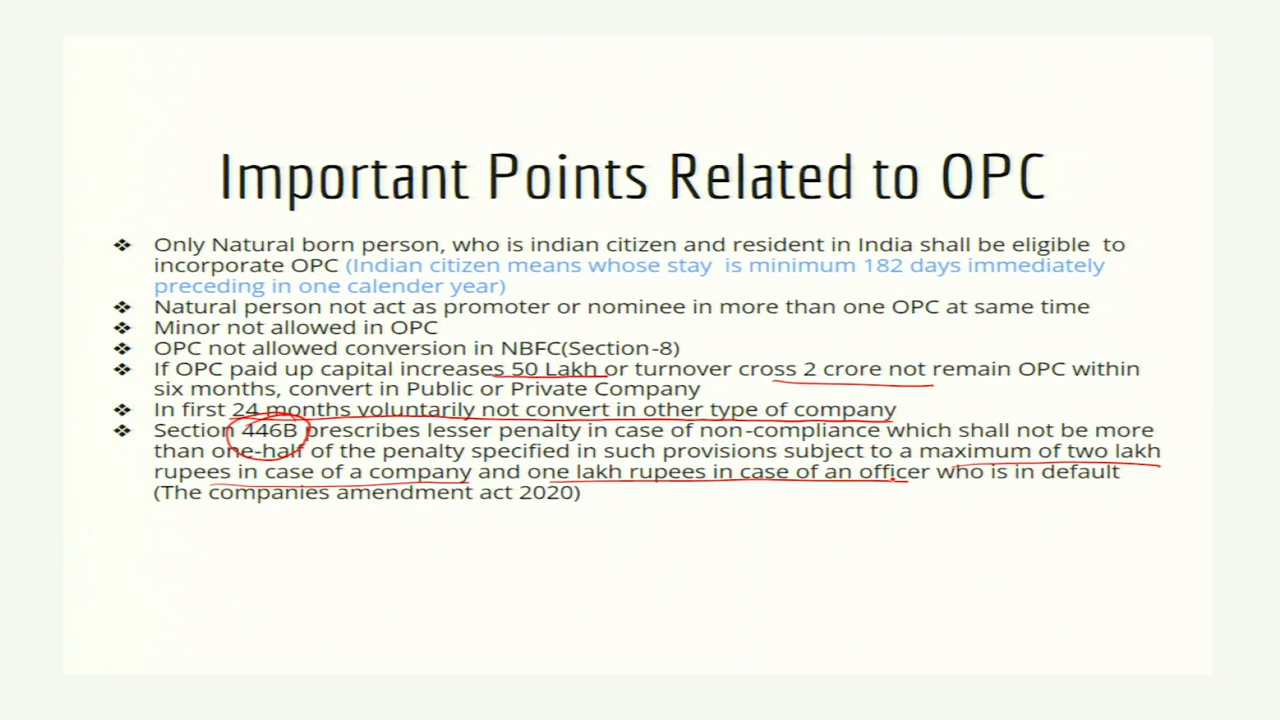 Important Points Related to OPC
❖ Only Natural born person, who is indian citizen and resident in India shall be eligible to
incorporate OPC (Indian citizen means whose stay is minimum 182 days immediately
preceding in one calender year)
❖ Natural person not act as promoter or nominee in more than one OPC at same time
❖ Minor not allowed in OPC
❖ OPC not allowed conversion in NBFC(Section-8)
❖ If OPC paid up capital increases 50 Lakh or turnover cross 2 crore not remain OPC within
six months, convert in Public or Private Company
❖ In first 24 months voluntarily not convert in other type of company
❖ Section 446B prescribes lesser penalty in case of non-compliance which shall not be more
than one-half of the penalty specified in such provisions subject to a maximum of two lakh
rupees in case of a company and one lakh rupees in case of an officer who is in default
(The companies amendment act 2020)